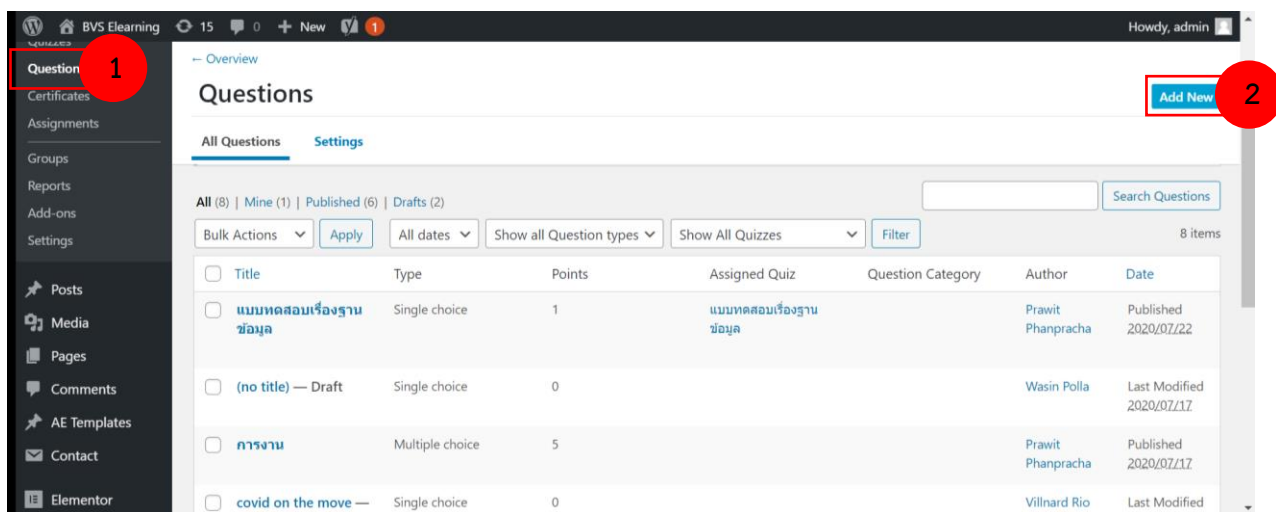 BVS Elearning 15 0 + New 1 Howdy, admin
Quizzes
Question 1
Certificates
Assignments
Groups
Reports
Add-ons
Settings
Posts
Media
Pages
Comments
AE Templates
Contact
Elementor
← Overview
Questions
Add New 2
All Questions Settings
All (8) | Mine (1) | Published (6) | Drafts (2)
Search Questions
Bulk Actions Apply All dates Show all Question types Show All Quizzes Filter 8 items
Title Type Points Assigned Quiz Question Category Author Date
แบบทดสอบเรื่องฐาน Single choice 1 แบบทดสอบเรื่องฐาน Prawit Published
ข้อมูล ข้อมูล Phanpracha 2020/07/22
(no title) — Draft Single choice 0 Wasin Polla Last Modified
2020/07/17
การงาน Multiple choice 5 Prawit Published
Phanpracha 2020/07/17
covid on the move — Single choice 0 Villnard Rio Last Modified